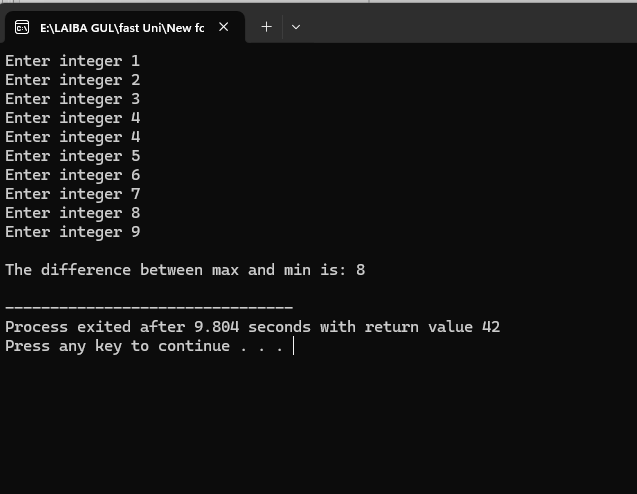 E:\LAIBA GUL\fast Uni\New fc
Enter integer 1
Enter integer 2
Enter integer 3
Enter integer 4
Enter integer 4
Enter integer 5
Enter integer 6
Enter integer 7
Enter integer 8
Enter integer 9
The difference between max and min is: 8
--------------------------------
Process exited after 9.804 seconds with return value 42
Press any key to continue . . .